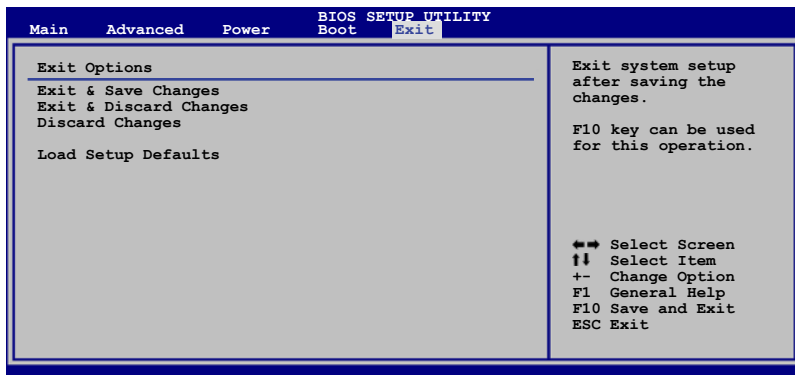 BIOS SETUP UTILITY
Main Advanced Power Boot Exit
Exit Options
Exit & Save Changes
Exit & Discard Changes
Discard Changes
Load Setup Defaults
Exit system setup
after saving the
changes.
F10 key can be used
for this operation.
←→ Select Screen
↑↓ Select Item
+- Change Option
F1 General Help
F10 Save and Exit
ESC Exit